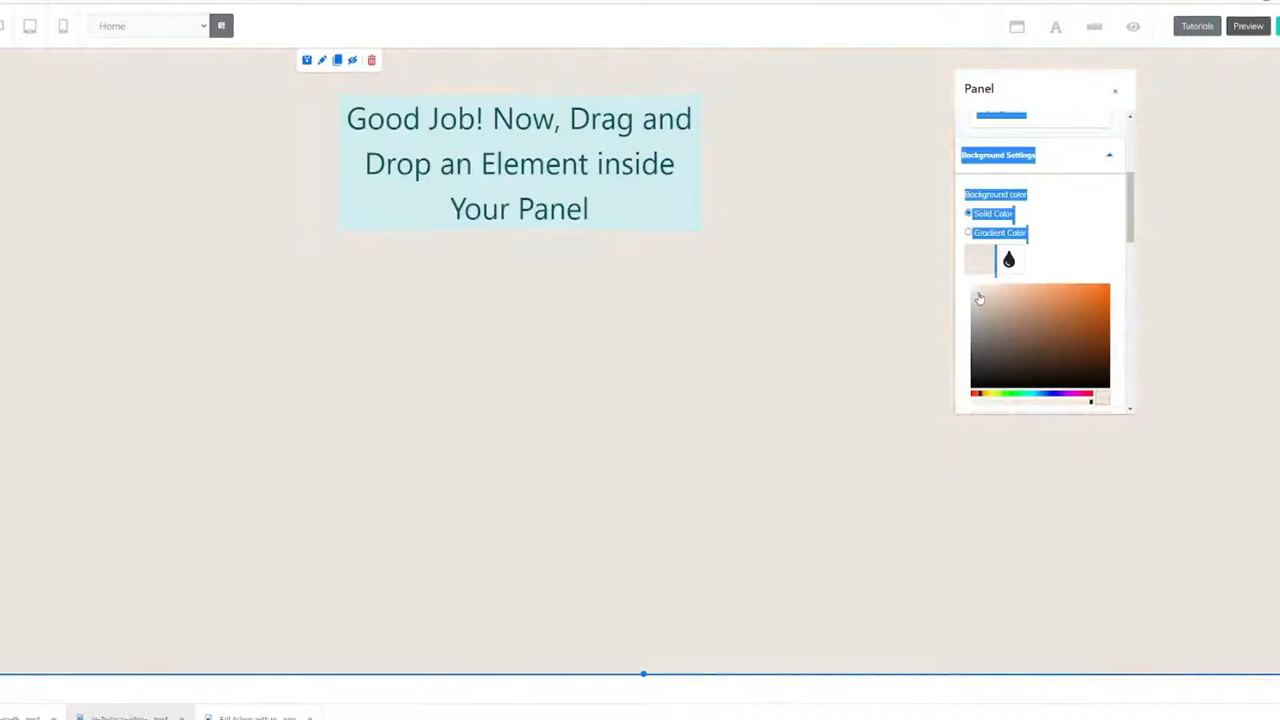 Home
Tutorials
Preview
Good Job! Now, Drag and
Drop an Element inside
Your Panel
Panel
Background Settings
Background color
Solid Color
Gradient Color